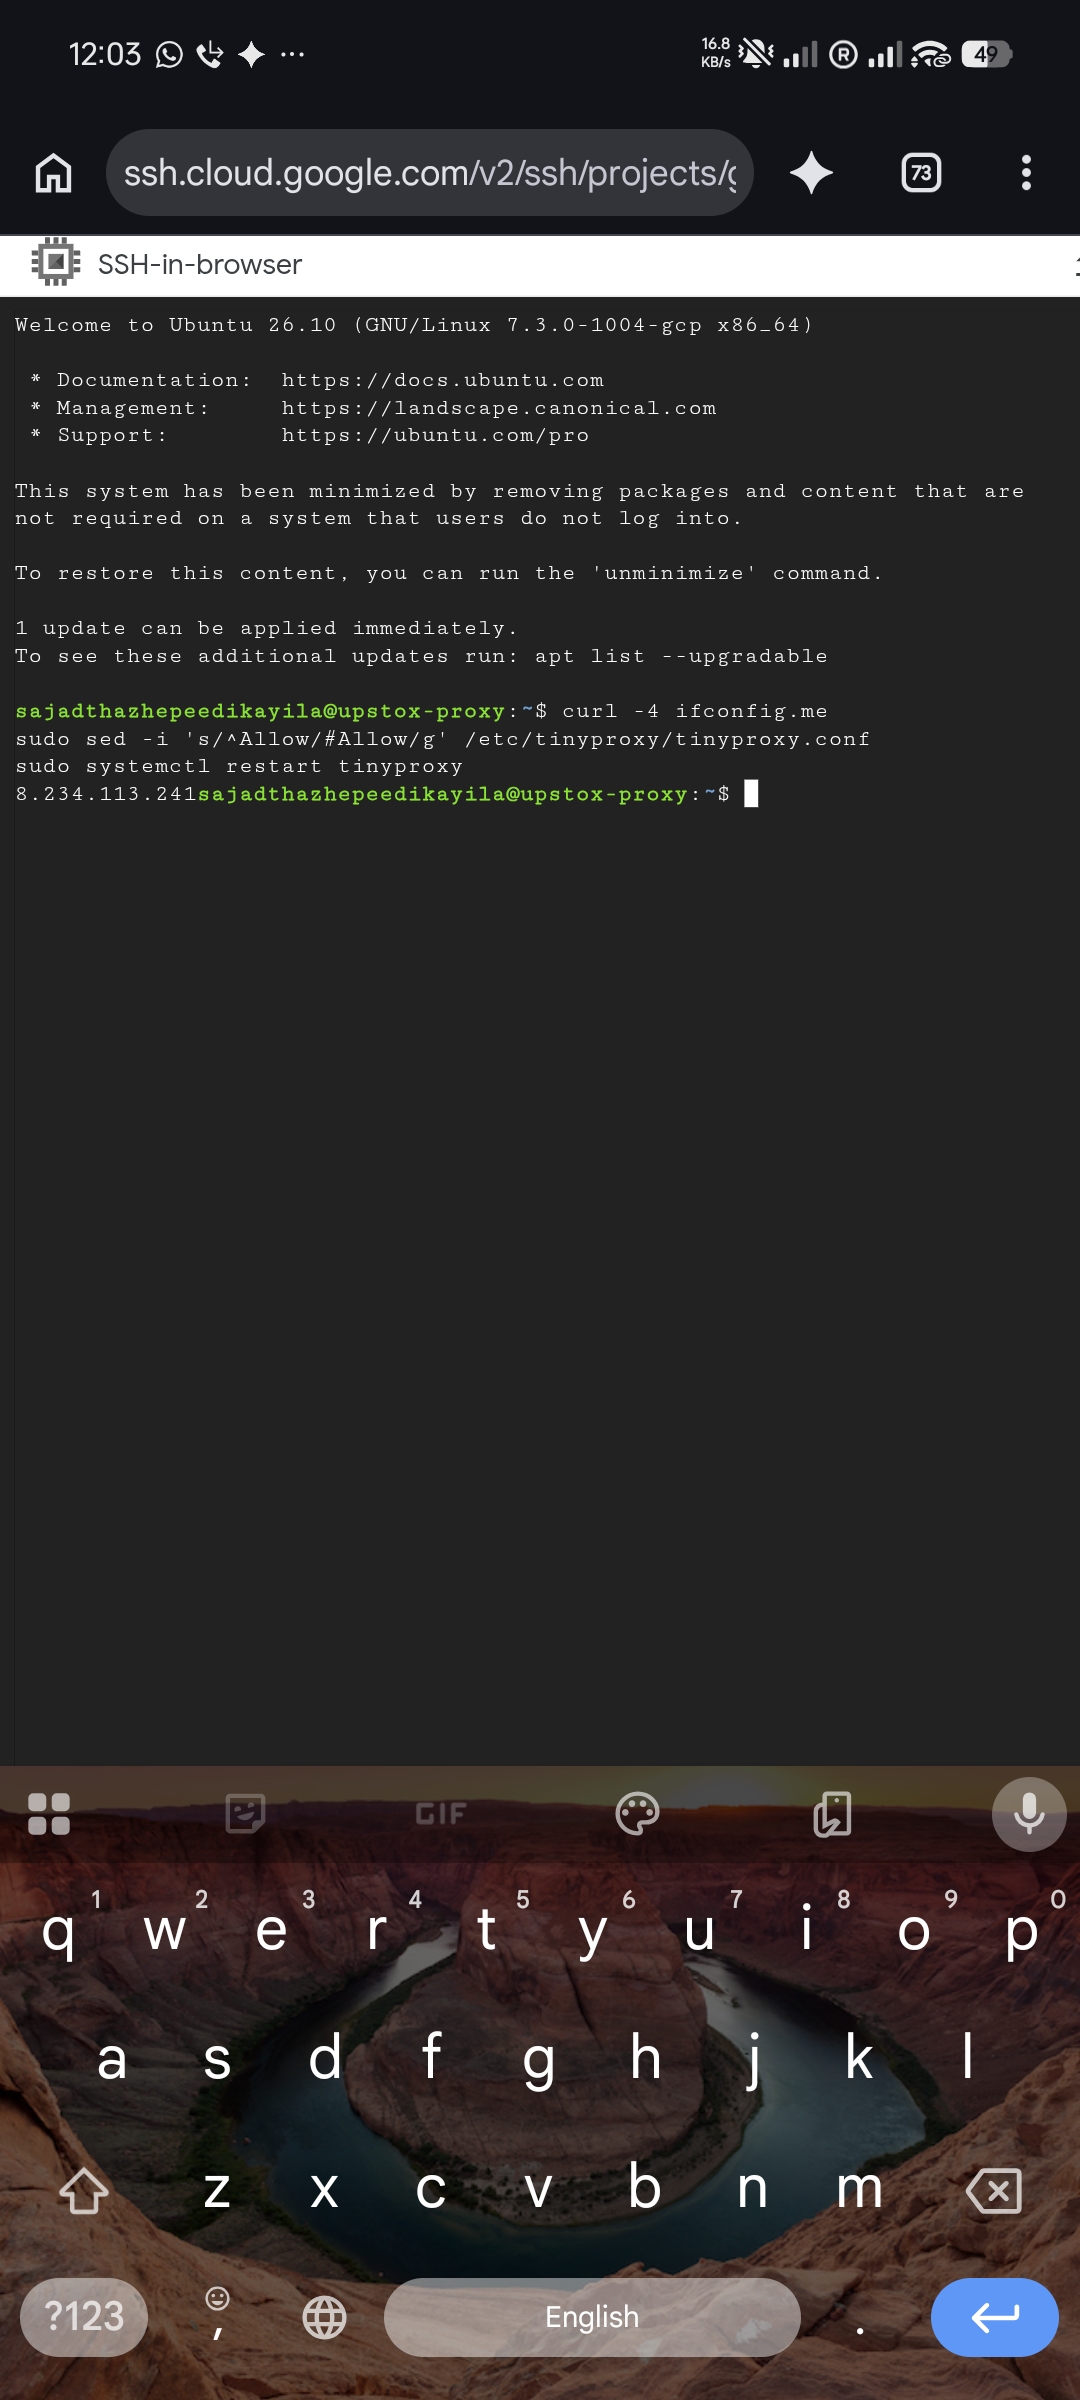 12:03
16.8
KB/s
R
49
ssh.cloud.google.com/v2/ssh/projects/
73
SSH-in-browser
Welcome to Ubuntu 26.10 (GNU/Linux 7.3.0-1004-gcp x86_64)
* Documentation:  https://docs.ubuntu.com
* Management:     https://landscape.canonical.com
* Support:        https://ubuntu.com/pro
This system has been minimized by removing packages and content that are
not required on a system that users do not log into.
To restore this content, you can run the 'unminimize' command.
1 update can be applied immediately.
To see these additional updates run: apt list --upgradable
sajadthazhepeedikayila@upstox-proxy:~$ curl -4 ifconfig.me
sudo sed -i 's/^Allow/#Allow/g' /etc/tinyproxy/tinyproxy.conf
sudo systemctl restart tinyproxy
8.234.113.241sajadthazhepeedikayila@upstox-proxy:~$
GIF
1 2 3 4 5 6 7 8 9 0
q w e r t y u i o p
a s d f g h j k l
z x c v b n m
?123 , English .